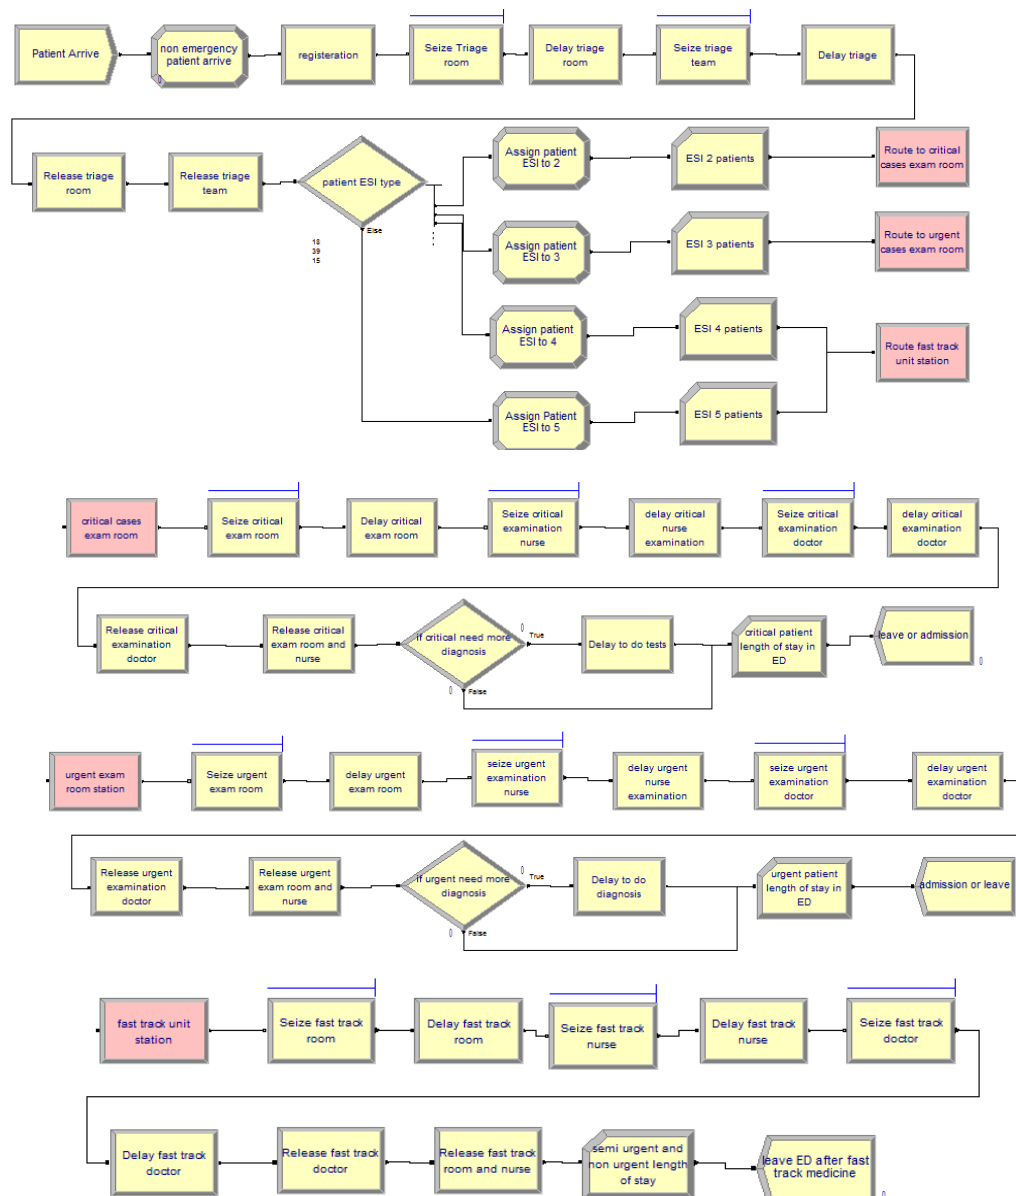 Patient Arrive
non emergency
patient arrive
registeration
Seize Triage
room
Delay triage
room
Seize triage
team
Delay triage
Release triage
room
Release triage
team
patient ESI type
Else
18
39
15
Assign patient
ESI to 2
ESI 2 patients
Route to critical
cases exam room
Assign patient
ESI to 3
ESI 3 patients
Route to urgent
cases exam room
Assign patient
ESI to 4
ESI 4 patients
Route fast track
unit station
Assign Patient
ESI to 5
ESI 5 patients
critical cases
exam room
Seize critical
exam room
Delay critical
exam room
Seize critical
examination
nurse
delay critical
nurse
examination
Seize critical
examination
doctor
delay critical
examination
doctor
Release critical
examination
doctor
Release critical
exam room and
nurse
if critical need more
diagnosis
0
True
0
False
Delay to do tests
critical patient
length of stay in
ED
leave or admission
0
urgent exam
room station
Seize urgent
exam room
delay urgent
exam room
seize urgent
examination
nurse
delay urgent
nurse
examination
seize urgent
examination
doctor
delay urgent
examination
doctor
Release urgent
examination
doctor
Release urgent
exam room and
nurse
if urgent need more
diagnosis
0
True
0
False
Delay to do
diagnosis
urgent patient
length of stay in
ED
admission or leave
fast track unit
station
Seize fast track
room
Delay fast track
room
Seize fast track
nurse
Delay fast track
nurse
Seize fast track
doctor
Delay fast track
doctor
Release fast track
doctor
Release fast track
room and nurse
semi urgent and
non urgent length
of stay
leave ED after fast
track medicine
0